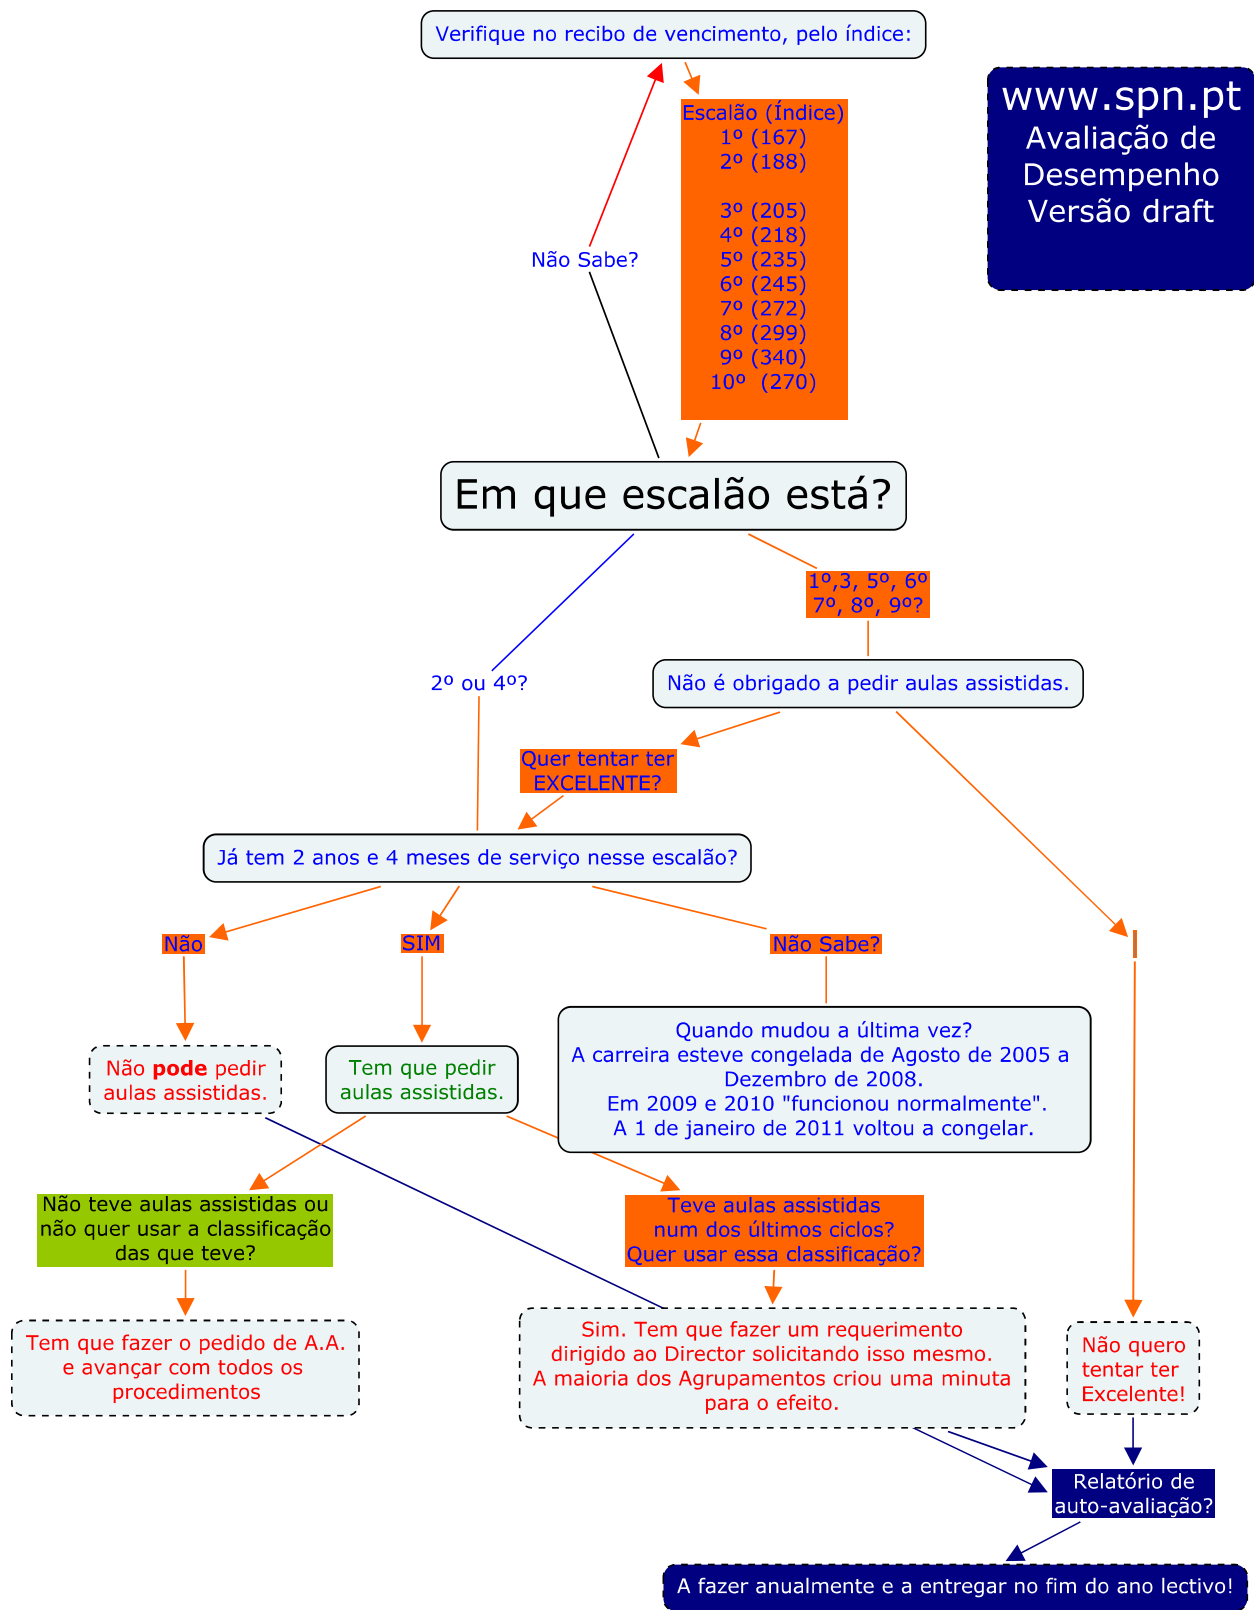 Verifique no recibo de vencimento, pelo índice:
www.spn.pt
Avaliação de
Desempenho
Versão draft
Escalão (Índice)
1º (167)
2º (188)
3º (205)
4º (218)
5º (235)
6º (245)
7º (272)
8º (299)
9º (340)
10º (270)
Não Sabe?
Em que escalão está?
1º,3, 5º, 6º
7º, 8º, 9º?
2º ou 4º?
Não é obrigado a pedir aulas assistidas.
Quer tentar ter
EXCELENTE?
Já tem 2 anos e 4 meses de serviço nesse escalão?
Não
SIM
Não Sabe?
Não pode pedir
aulas assistidas.
Tem que pedir
aulas assistidas.
Quando mudou a última vez?
A carreira esteve congelada de Agosto de 2005 a
Dezembro de 2008.
Em 2009 e 2010 "funcionou normalmente".
A 1 de janeiro de 2011 voltou a congelar.
Não teve aulas assistidas ou
não quer usar a classificação
das que teve?
Teve aulas assistidas
num dos últimos ciclos?
Quer usar essa classificação?
Tem que fazer o pedido de A.A.
e avançar com todos os
procedimentos
Sim. Tem que fazer um requerimento
dirigido ao Director solicitando isso mesmo.
A maioria dos Agrupamentos criou uma minuta
para o efeito.
Não quero
tentar ter
Excelente!
Relatório de
auto-avaliação?
A fazer anualmente e a entregar no fim do ano lectivo!